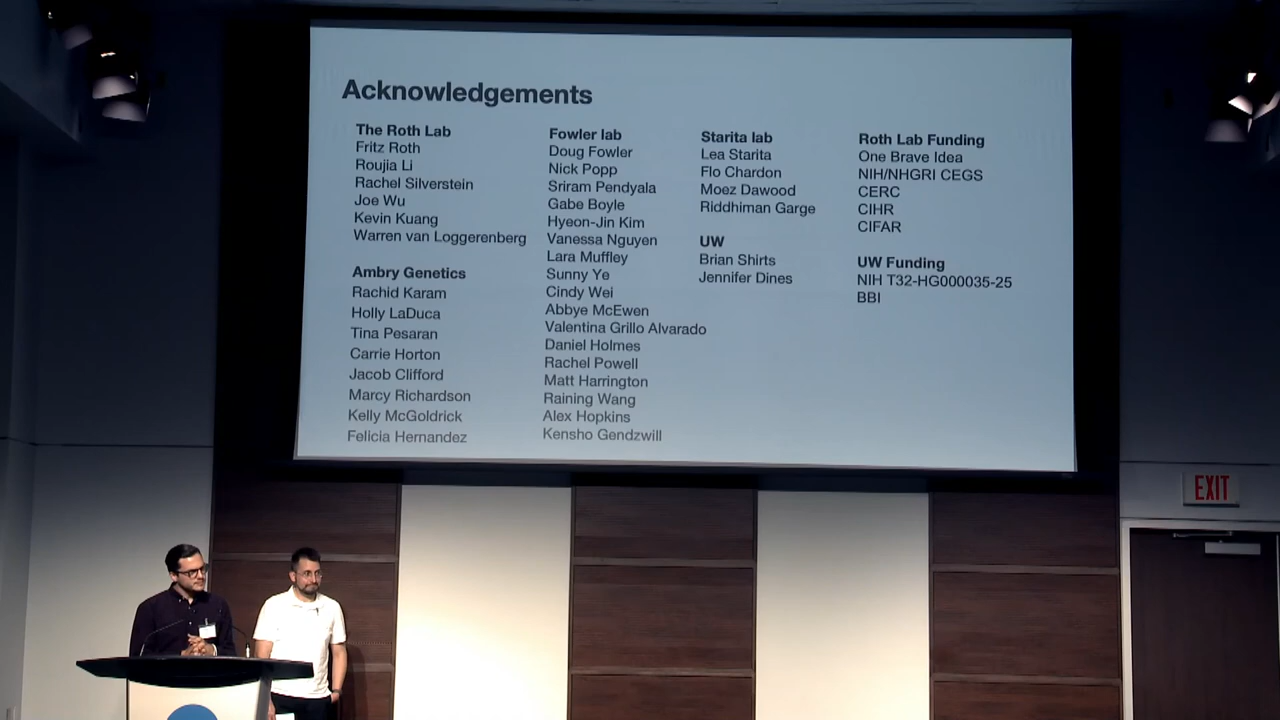 Acknowledgements
The Roth Lab
Fritz Roth
Roujia Li
Rachel Silverstein
Joe Wu
Kevin Kuang
Warren van Loggerenberg
Ambry Genetics
Rachid Karam
Holly LaDuca
Tina Pesaran
Carrie Horton
Jacob Clifford
Marcy Richardson
Kelly McGoldrick
Felicia Hernandez
Fowler lab
Doug Fowler
Nick Popp
Sriram Pendyala
Gabe Boyle
Hyeon-Jin Kim
Vanessa Nguyen
Lara Muffley
Sunny Ye
Cindy Wei
Abbye McEwen
Valentina Grillo Alvarado
Daniel Holmes
Rachel Powell
Matt Harrington
Raining Wang
Alex Hopkins
Kensho Gendzwill
Starita lab
Lea Starita
Flo Chardon
Moez Dawood
Riddhiman Garge
UW
Brian Shirts
Jennifer Dines
Roth Lab Funding
One Brave Idea
NIH/NHGRI CEGS
CERC
CIHR
CIFAR
UW Funding
NIH T32-HG000035-25
BBI
EXIT